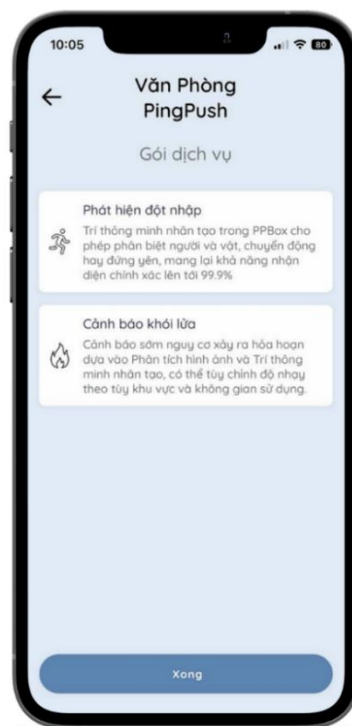 10:05
80
Văn Phòng
PingPush
Gói dịch vụ
Phát hiện đột nhập
Trí thông minh nhân tạo trong PPBox cho
phép phân biệt người và vật, chuyển động
hay đứng yên, mang lại khả năng nhận
diện chính xác lên tới 99.9%
Cảnh báo khói lửa
Cảnh báo sớm nguy cơ xảy ra hỏa hoạn
dựa vào Phân tích hình ảnh và Trí thông
minh nhân tạo, có thể tùy chỉnh độ nhạy
theo tùy khu vực và không gian sử dụng.
Xong